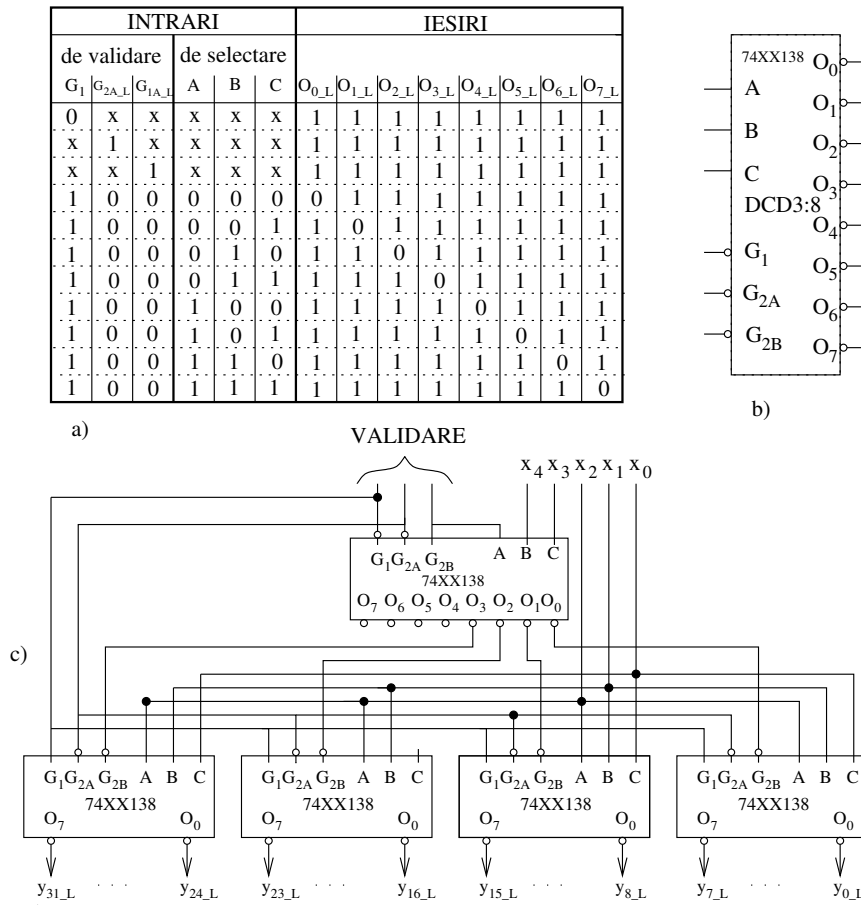 INTRARI IESIRI
de validare de selectare
G1 G2A_L G1A_L A B C O0_L O1_L O2_L O3_L O4_L O5_L O6_L O7_L
0 x x x x x 1 1 1 1 1 1 1 1
x 1 x x x x 1 1 1 1 1 1 1 1
x x 1 x x x 1 1 1 1 1 1 1 1
1 0 0 0 0 0 0 1 1 1 1 1 1 1
1 0 0 0 0 1 1 0 1 1 1 1 1 1
1 0 0 0 1 0 1 1 0 1 1 1 1 1
1 0 0 0 1 1 1 1 1 0 1 1 1 1
1 0 0 1 0 0 1 1 1 1 0 1 1 1
1 0 0 1 0 1 1 1 1 1 1 0 1 1
1 0 0 1 1 0 1 1 1 1 1 1 0 1
1 0 0 1 1 1 1 1 1 1 1 1 1 0
a)
74XX138 O0
A
O1
B
O2
C
O3
DCD3:8
O4
G1
O5
G2A
O6
G2B
O7
b)
VALIDARE
x4 x3 x2 x1 x0
G1 G2A G2B A B C
74XX138
O7 O6 O5 O4 O3 O2 O1 O0
c)
G1 G2A G2B A B C G1 G2A G2B A B C G1 G2A G2B A B C G1 G2A G2B A B C
74XX138 74XX138 74XX138 74XX138
O7 O0 O7 O0 O7 O0 O7 O0
y31_L . . . y24_L y23_L . . . y16_L y15_L . . . y8_L y7_L . . . y0_L